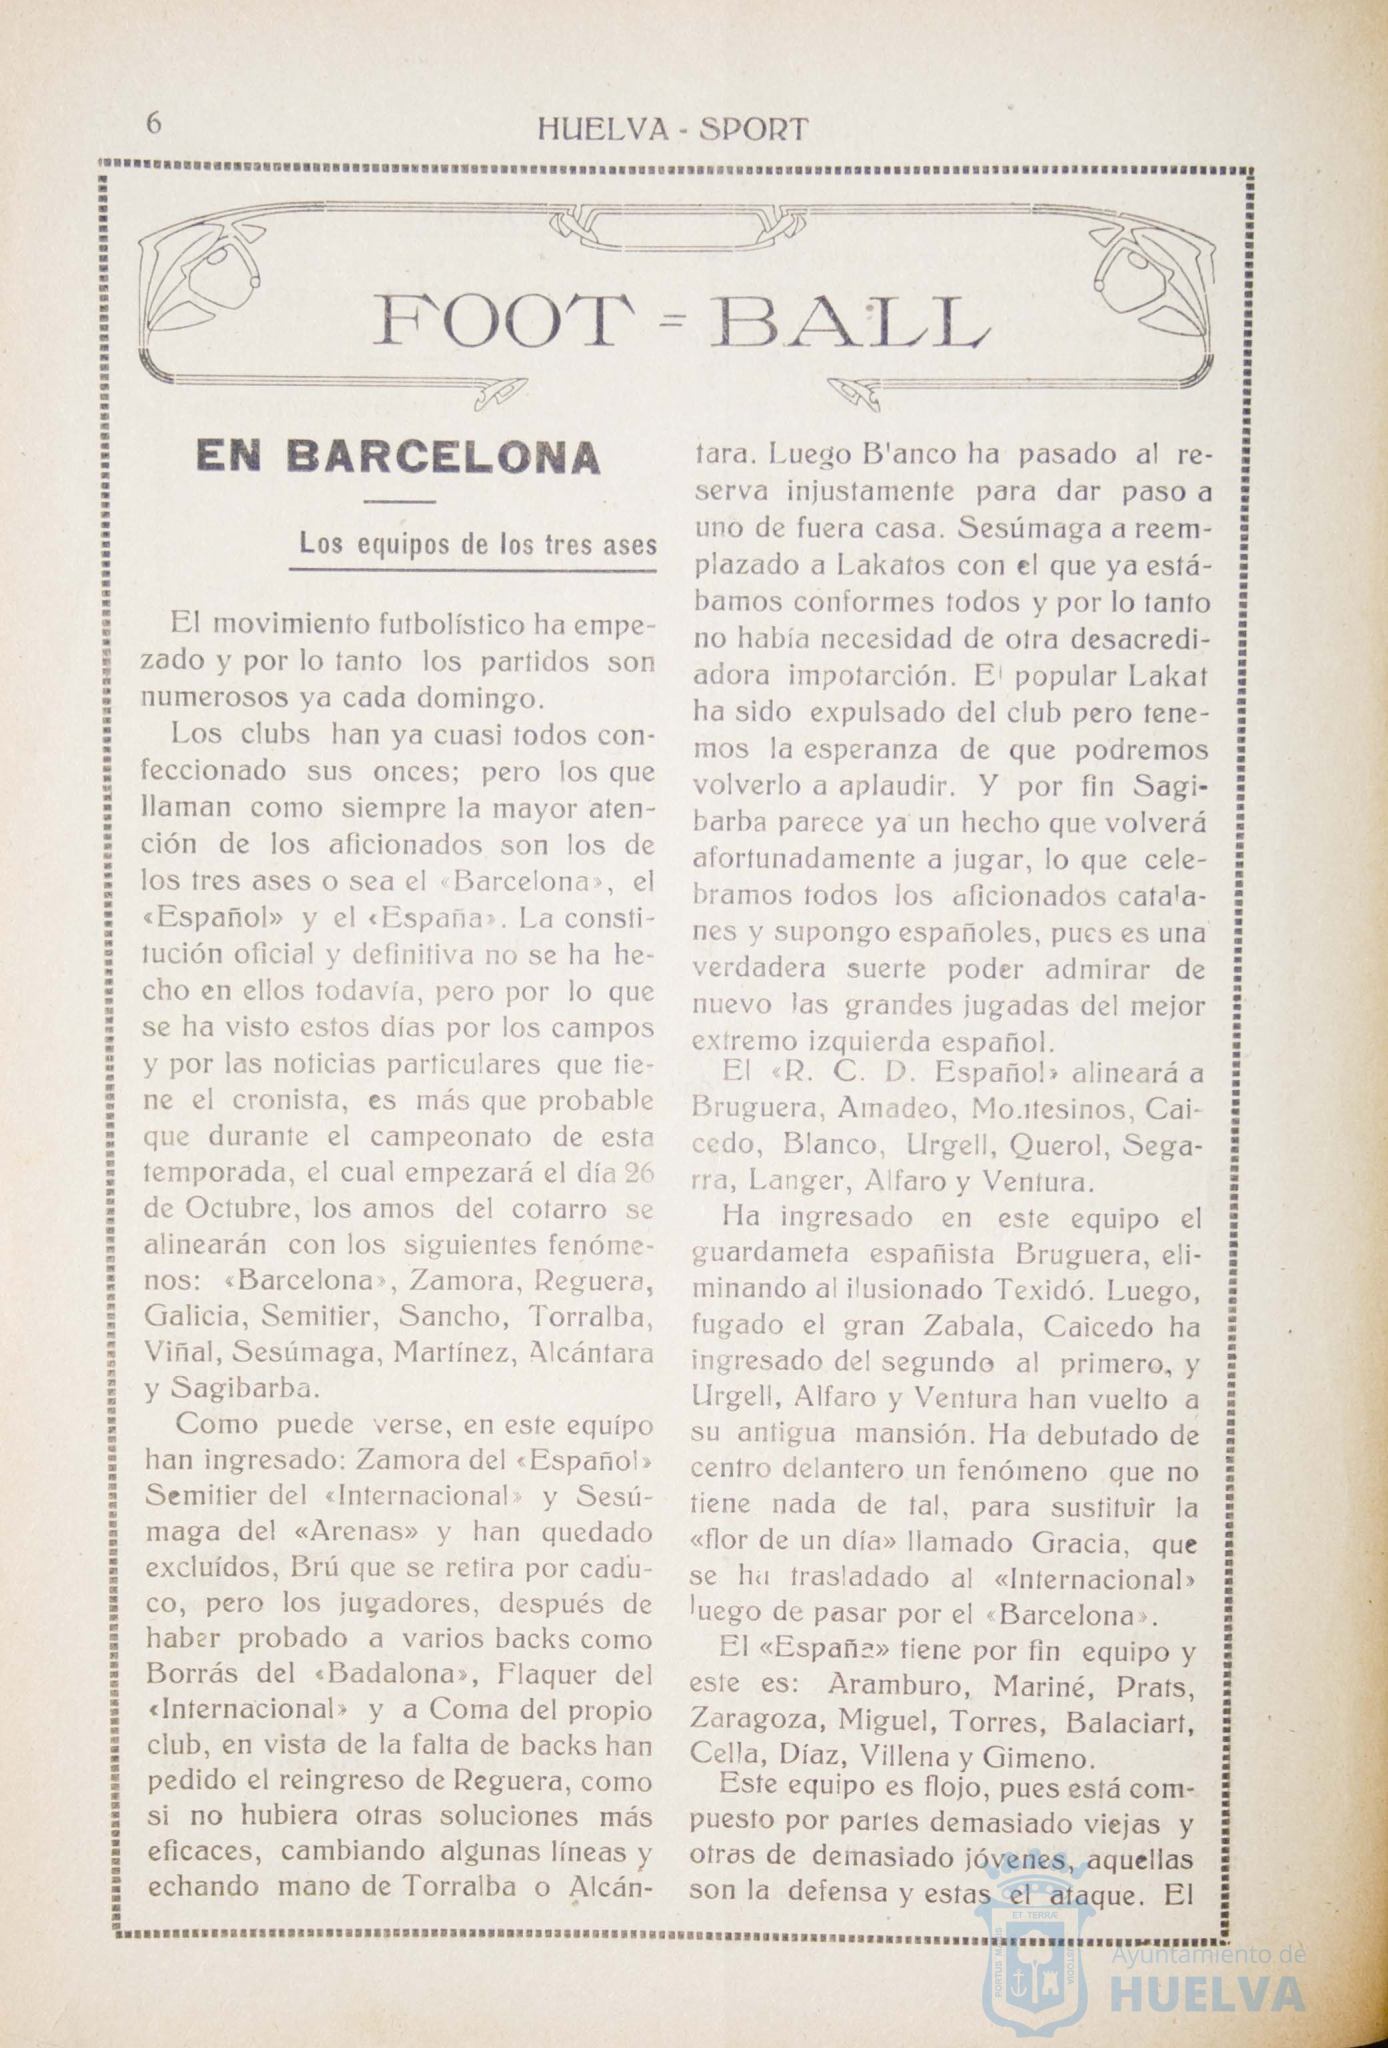 6
HUELVA - SPORT
FOOT = BALL
EN BARCELONA
Los equipos de los tres ases
El movimiento futbolístico ha empe-
zado y por lo tanto los partidos son
numerosos ya cada domingo.
Los clubs han ya cuasi todos con-
feccionado sus onces; pero los que
llaman como siempre la mayor aten-
ción de los aficionados son los de
los tres ases o sea el «Barcelona», el
«Español» y el «España». La consti-
tución oficial y definitiva no se ha he-
cho en ellos todavía, pero por lo que
se ha visto estos días por los campos
y por las noticias particulares que tie-
ne el cronista, es más que probable
que durante el campeonato de esta
temporada, el cual empezará el día 26
de Octubre, los amos del cotarro se
alinearán con los siguientes fenóme-
nos: «Barcelona», Zamora, Reguera,
Galicia, Semitier, Sancho, Torralba,
Viñal, Sesúmaga, Martínez, Alcántara
y Sagibarba.
Como puede verse, en este equípo
han ingresado: Zamora del «Español»
Semitier del «Internacional» y Sesú-
maga del «Arenas» y han quedado
excluídos, Brú que se retira por cadu-
co, pero los jugadores, después de
haber probado a varios backs como
Borrás del «Badalona», Flaquer del
«Internacional» y a Coma del propio
club, en vista de la falta de backs han
pedido el reingreso de Reguera, como
si no hubiera otras soluciones más
eficaces, cambiando algunas líneas y
echando mano de Torralba o Alcán-
tara. Luego B'anco ha pasado al re-
serva injustamente para dar paso a
uno de fuera casa. Sesúmaga a reem-
plazado a Lakatos con el que ya está-
bamos conformes todos y por lo tanto
no había necesidad de otra desacredi-
adora impotarción. El popular Lakat
ha sido expulsado del club pero tene-
mos la esperanza de que podremos
volverlo a aplaudir. Y por fin Sagi-
barba parece ya un hecho que volverá
afortunadamente a jugar, lo que cele-
bramos todos los aficionados catala-
nes y supongo españoles, pues es una
verdadera suerte poder admirar de
nuevo las grandes jugadas del mejor
extremo izquierda español.
El «R. C. D. Español» alineará a
Bruguera, Amadeo, Montesinos, Cai-
cedo, Blanco, Urgell, Querol, Sega-
rra, Langer, Alfaro y Ventura.
Ha ingresado en este equipo el
guardameta españista Bruguera, eli-
minando al ilusionado Texidó. Luego,
fugado el gran Zabala, Caicedo ha
ingresado del segundo al primero, y
Urgell, Alfaro y Ventura han vuelto a
su antigua mansión. Ha debutado de
centro delantero un fenómeno que no
tiene nada de tal, para sustituir la
«flor de un día» llamado Gracia, que
se ha trasladado al «Internacional»
luego de pasar por el «Barcelona».
El «España» tiene por fin equipo y
este es: Aramburo, Mariné, Prats,
Zaragoza, Miguel, Torres, Balaciart,
Cella, Díaz, Villena y Gimeno.
Este equipo es flojo, pues está com-
puesto por partes demasiado viejas y
otras de demasiado jóvenes, aquellas
son la defensa y estas el ataque. El
PORTUS MARIS
ET TERRÆ
CUSTODIA
Ayuntamiento de
HUELVA